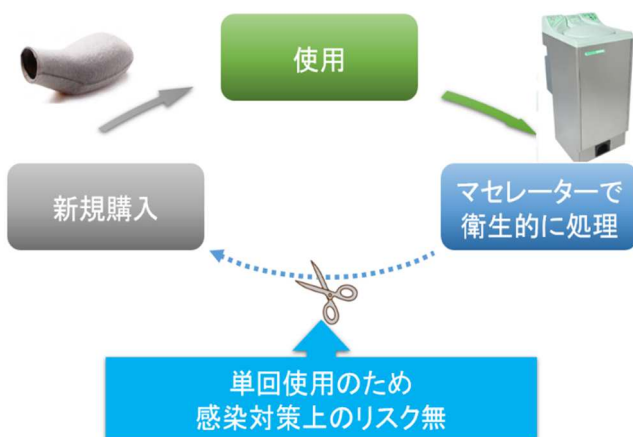 使用
新規購入
マセレーターで
衛生的に処理
単回使用のため
感染対策上のリスク無